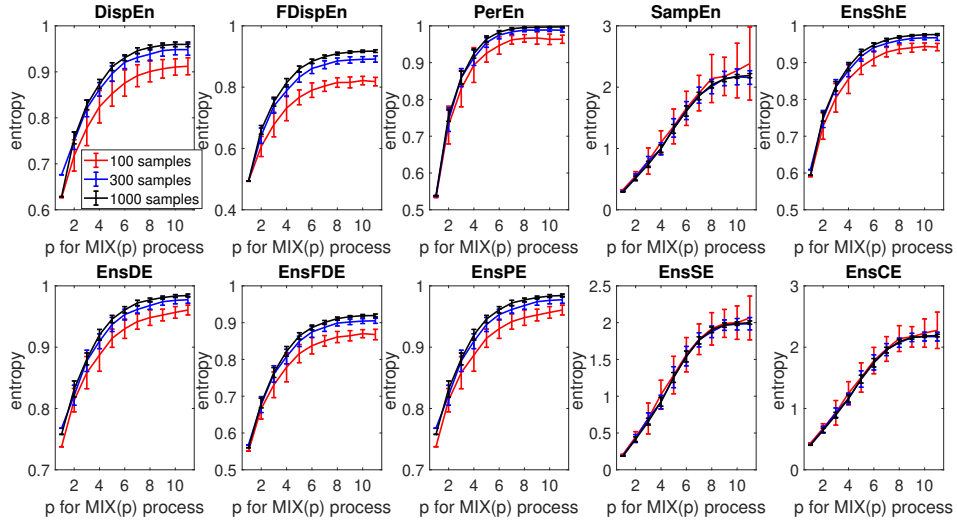 DispEn FDispEn PerEn SampEn EnsShE
1 0.9 0.8 0.7 0.6
1 0.8 0.6 0.4
1 0.9 0.8 0.7 0.6 0.5
3 2 1 0
1 0.9 0.8 0.7 0.6 0.5
entropy entropy entropy entropy entropy
100 samples
300 samples
1000 samples
2 4 6 8 10 2 4 6 8 10 2 4 6 8 10 2 4 6 8 10 2 4 6 8 10
p for MIX(p) process p for MIX(p) process p for MIX(p) process p for MIX(p) process p for MIX(p) process
EnsDE EnsFDE EnsPE EnsSE EnsCE
1 0.9 0.8 0.7
1 0.9 0.8 0.7 0.6 0.5
1 0.9 0.8 0.7
2.5 2 1.5 1 0.5 0
3 2 1 0
entropy entropy entropy entropy entropy
2 4 6 8 10 2 4 6 8 10 2 4 6 8 10 2 4 6 8 10 2 4 6 8 10
p for MIX(p) process p for MIX(p) process p for MIX(p) process p for MIX(p) process p for MIX(p) process